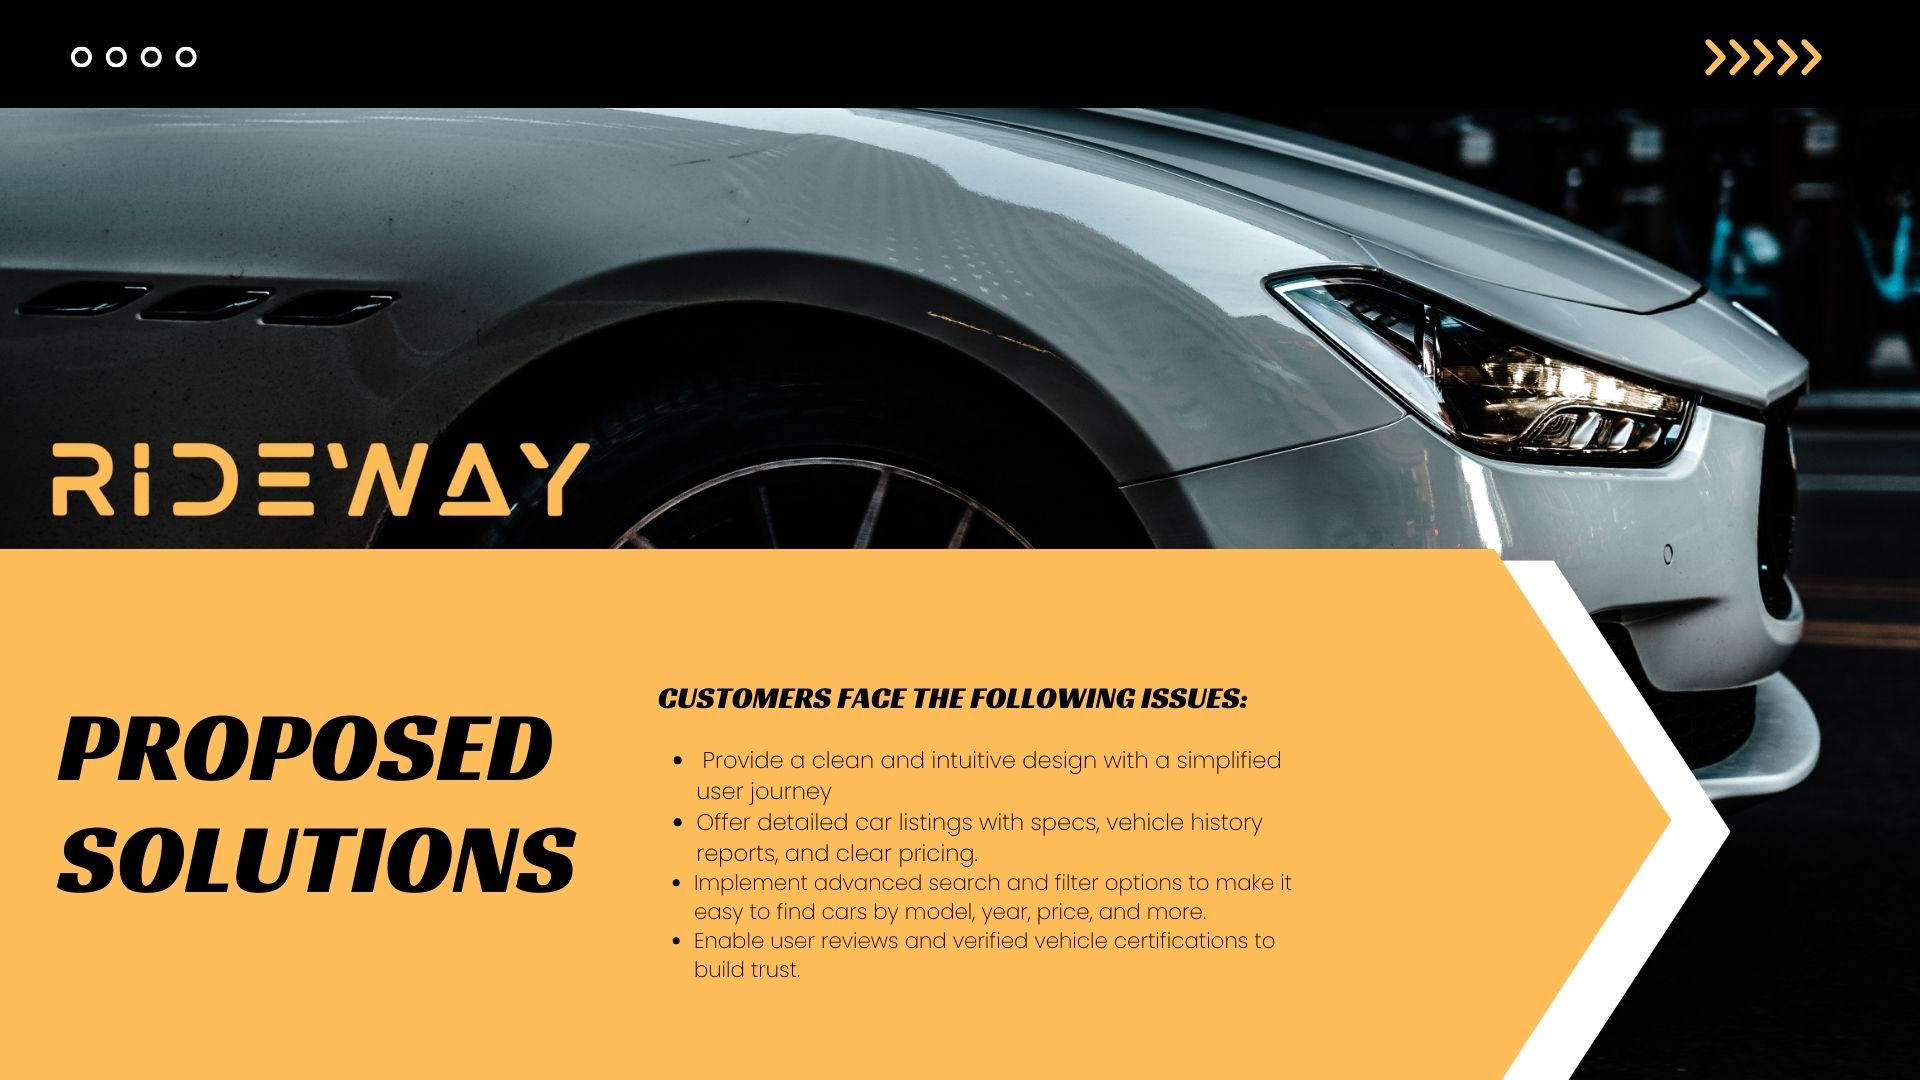 RIDEWAY
PROPOSED
SOLUTIONS
CUSTOMERS FACE THE FOLLOWING ISSUES:
• Provide a clean and intuitive design with a simplified
user journey
• Offer detailed car listings with specs, vehicle history
reports, and clear pricing.
• Implement advanced search and filter options to make it
easy to find cars by model, year, price, and more.
• Enable user reviews and verified vehicle certifications to
build trust.